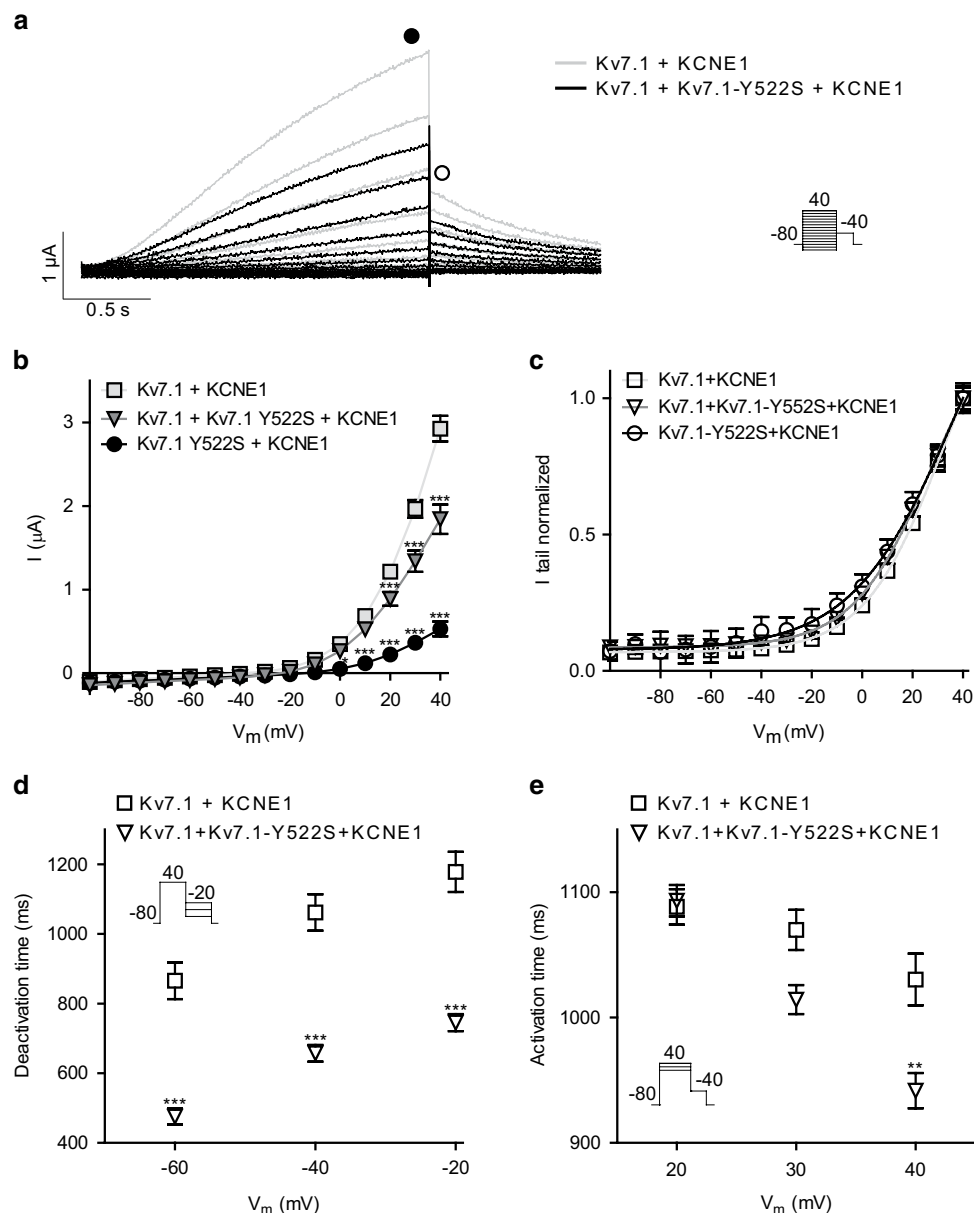 a
Kv7.1 + KCNE1
Kv7.1 + Kv7.1-Y522S + KCNE1
1 µA
0.5 s
40
-40
-80
b
Kv7.1 + KCNE1
Kv7.1 + Kv7.1 Y522S + KCNE1
Kv7.1 Y522S + KCNE1
I (µA)
3
2
1
0
***
***
***
***
***
***
***
*
-80
-60
-40
-20
0
20
40
Vm (mV)
c
Kv7.1+KCNE1
Kv7.1+Kv7.1-Y552S+KCNE1
Kv7.1-Y522S+KCNE1
I tail normalized
1.0
0.5
0.0
-80
-60
-40
-20
0
20
40
Vm (mV)
d
Kv7.1 + KCNE1
Kv7.1+Kv7.1-Y522S+KCNE1
Deactivation time (ms)
1200
1000
800
600
400
40
-20
-80
***
***
***
-60
-40
-20
Vm (mV)
e
Kv7.1 + KCNE1
Kv7.1+Kv7.1-Y522S+KCNE1
Activation time (ms)
1100
1000
900
40
-40
-80
**
20
30
40
Vm (mV)